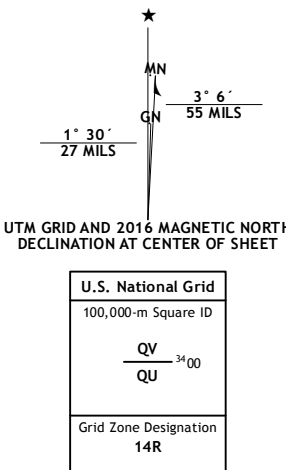 ★
MN
3° 6´
55 MILS
GN
1° 30´
27 MILS
UTM GRID AND 2016 MAGNETIC NORTH
DECLINATION AT CENTER OF SHEET
U.S. National Grid
100,000-m Square ID
QV
3400
QU
Grid Zone Designation
14R